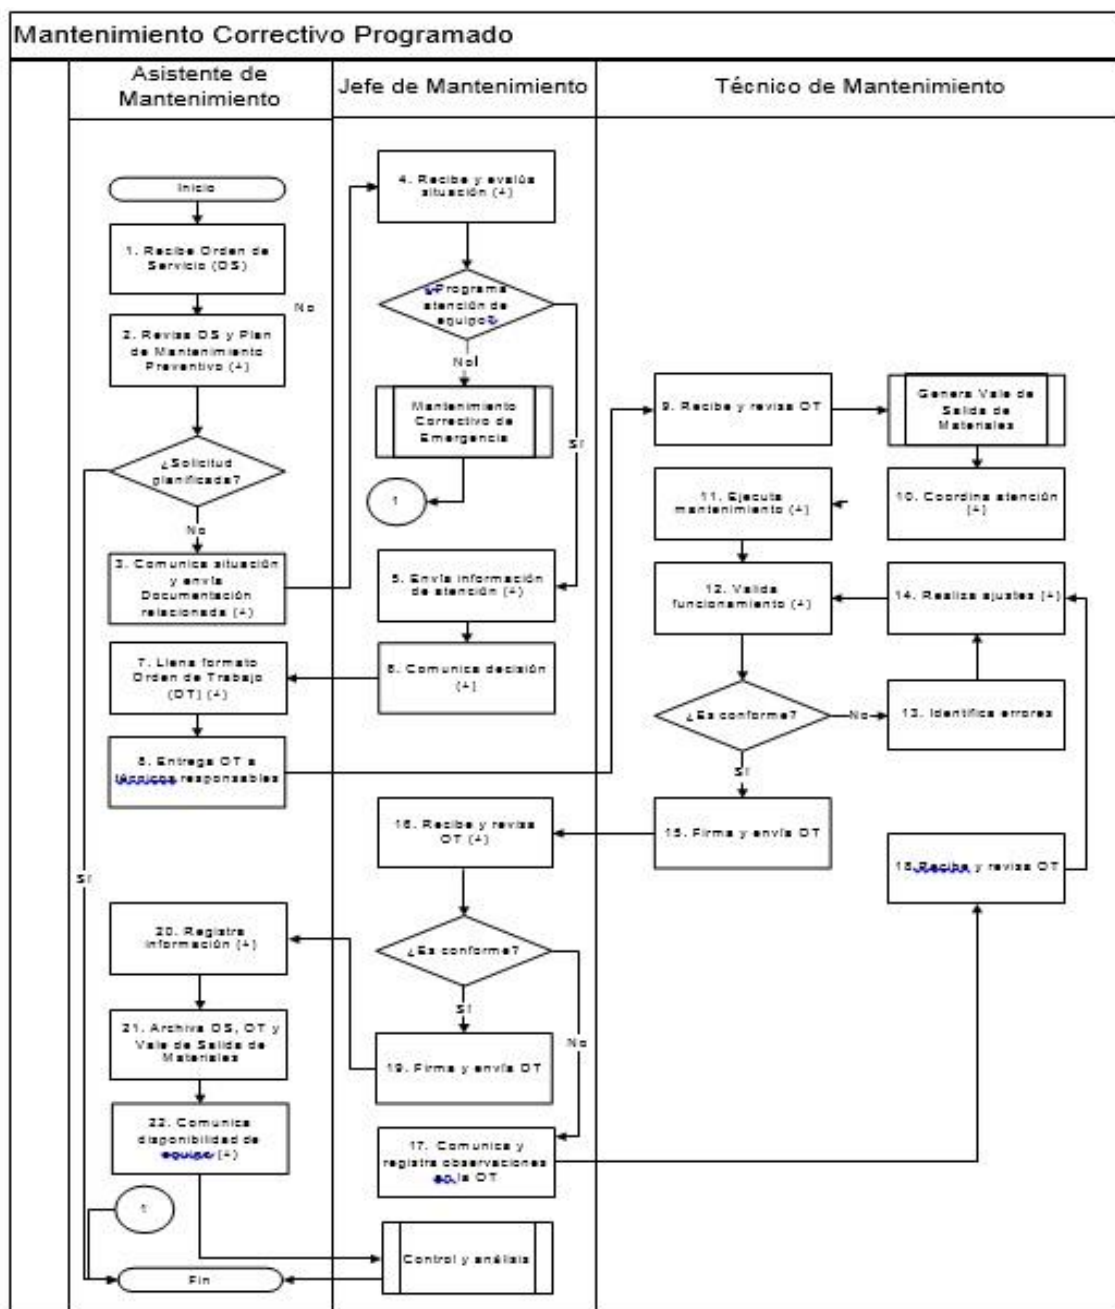 Mantenimiento Correctivo Programado
Asistente de
Mantenimiento
Jefe de Mantenimiento
Técnico de Mantenimiento
Inicio
1. Recibe Orden de
Servicio (OS)
No
2. Revisa OS y Plan
de Mantenimiento
Preventivo (+)
¿Solicitud
planificada?
No
3. Comunica situación
y envía
Documentación
relacionada (+)
4. Recibe y evalúa
situación (+)
¿Programa
atención de
equipo?
No
Sí
Mantenimiento
Correctivo de
Emergencia
1
5. Envía información
de atención (+)
6. Comunica decisión
(+)
7. Llena formato
Orden de Trabajo
(OT) (+)
8. Entrega OT a
técnicos responsables
9. Recibe y revisa OT
Genera Vale de
Salida de
Materiales
10. Coordina atención
(+)
11. Ejecuta
mantenimiento (+)
12. Valida
funcionamiento (+)
¿Es conforme?
No
13. Identifica errores
14. Realiza ajustes (+)
Sí
15. Firma y envía OT
16. Recibe y revisa
OT (+)
¿Es conforme?
Sí
No
17. Comunica y
registra observaciones
en la OT
18. Recibe y revisa OT
19. Firma y envía OT
Sí
20. Registra
información (+)
21. Archiva OS, OT y
Vale de Salida de
Materiales
22. Comunica
disponibilidad de
equipo (+)
1
Control y análisis
Fin